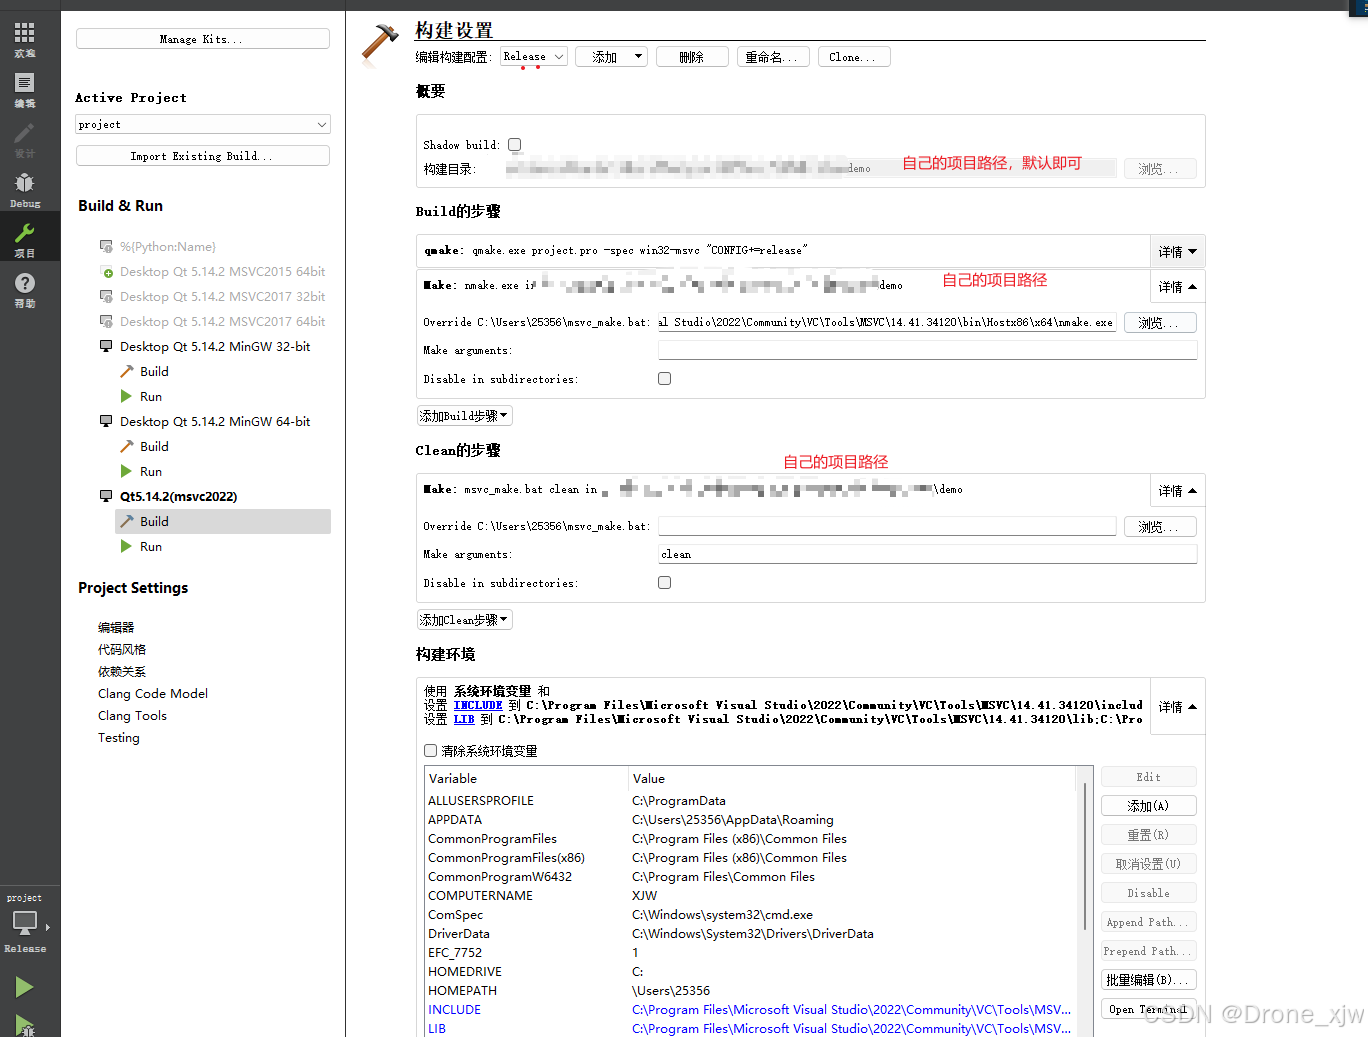 欢迎
编辑
设计
Debug
项目
帮助
project
Release
Manage Kits...
Active Project
project
Import Existing Build...
Build & Run
%{Python:Name}
Desktop Qt 5.14.2 MSVC2015 64bit
Desktop Qt 5.14.2 MSVC2017 32bit
Desktop Qt 5.14.2 MSVC2017 64bit
Desktop Qt 5.14.2 MinGW 32-bit
Build
Run
Desktop Qt 5.14.2 MinGW 64-bit
Build
Run
Qt5.14.2(msvc2022)
Build
Run
Project Settings
编辑器
代码风格
依赖关系
Clang Code Model
Clang Tools
Testing
构建设置
编辑构建配置: Release 添加 删除 重命名... Clone...
概要
Shadow build:
构建目录: demo 自己的项目路径，默认即可 浏览...
Build的步骤
qmake: qmake.exe project.pro -spec win32-msvc "CONFIG+=release" 详情
Make: nmake.exe in demo 自己的项目路径 详情
Override C:\Users\25356\msvc_make.bat: al Studio\2022\Community\VC\Tools\MSVC\14.41.34120\bin\Hostx86\x64\nmake.exe 浏览...
Make arguments:
Disable in subdirectories:
添加Build步骤
Clean的步骤
自己的项目路径
Make: msvc_make.bat clean in \demo 详情
Override C:\Users\25356\msvc_make.bat: 浏览...
Make arguments: clean
Disable in subdirectories:
添加Clean步骤
构建环境
使用 系统环境变量 和
设置 INCLUDE 到 C:\Program Files\Microsoft Visual Studio\2022\Community\VC\Tools\MSVC\14.41.34120\includ
详情
设置 LIB 到 C:\Program Files\Microsoft Visual Studio\2022\Community\VC\Tools\MSVC\14.41.34120\lib;C:\Pro
清除系统环境变量
Variable Value
ALLUSERSPROFILE C:\ProgramData
APPDATA C:\Users\25356\AppData\Roaming
CommonProgramFiles C:\Program Files (x86)\Common Files
CommonProgramFiles(x86) C:\Program Files (x86)\Common Files
CommonProgramW6432 C:\Program Files\Common Files
COMPUTERNAME XJW
ComSpec C:\Windows\system32\cmd.exe
DriverData C:\Windows\System32\Drivers\DriverData
EFC_7752 1
HOMEDRIVE C:
HOMEPATH \Users\25356
INCLUDE C:\Program Files\Microsoft Visual Studio\2022\Community\VC\Tools\MSV...
LIB C:\Program Files\Microsoft Visual Studio\2022\Community\VC\Tools\MSV...
Edit
添加(A)
重置(R)
取消设置(U)
Disable
Append Path...
Prepend Path...
批量编辑(B)...
Open Terminal
CSDN @Drone_xjw